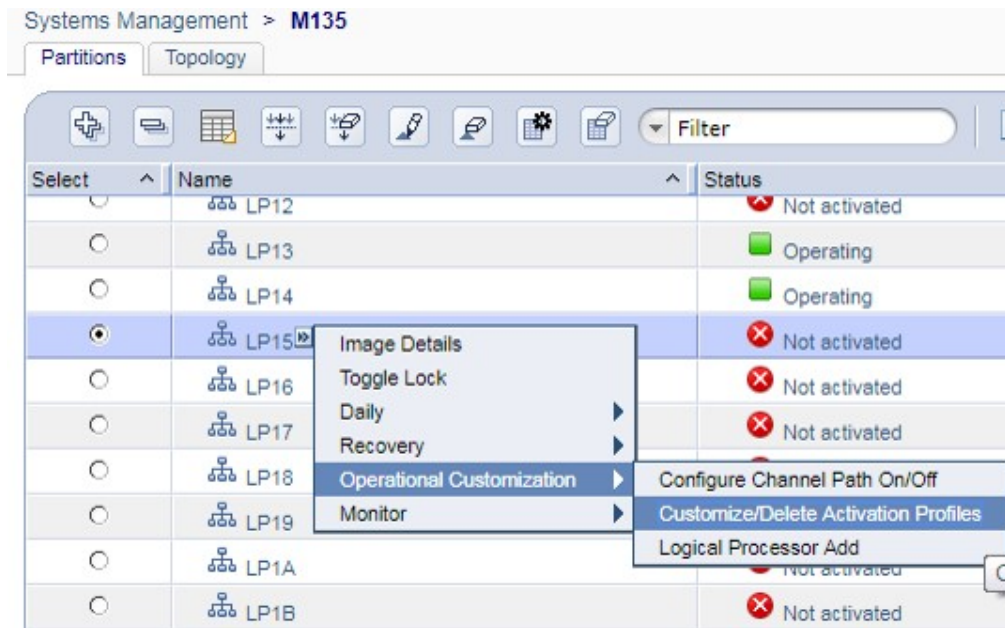 Systems Management > M135
Partitions Topology
Filter
Select Name Status
LP12 Not activated
LP13 Operating
LP14 Operating
LP15 Not activated
Image Details
Toggle Lock
LP16 Not activated
Daily
LP17 Not activated
Recovery
LP18 Operational Customization Configure Channel Path On/Off
LP19 Monitor Customize/Delete Activation Profiles
Logical Processor Add
LP1A Not activated
LP1B Not activated